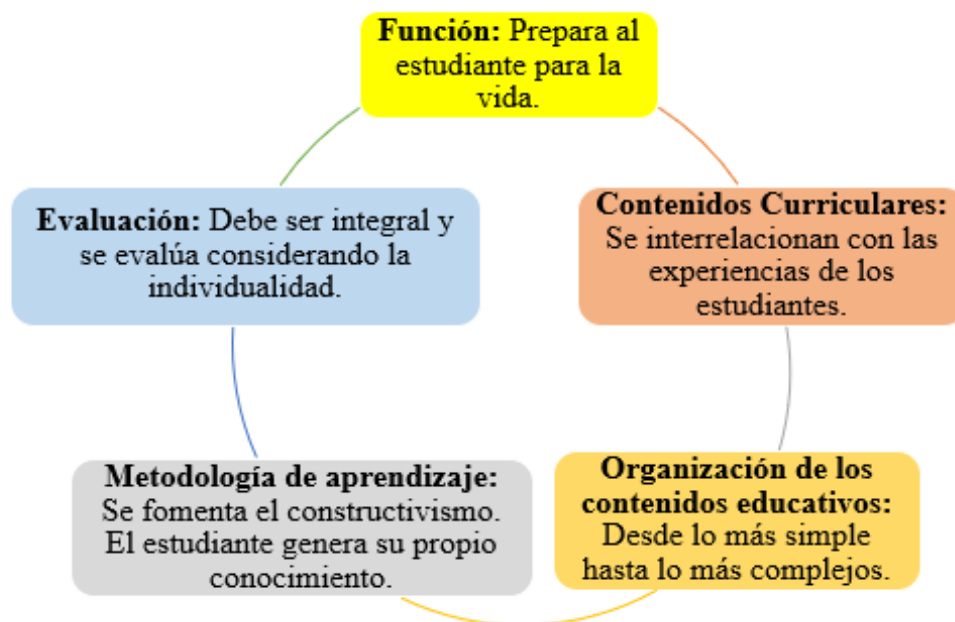 Función: Prepara al
estudiante para la
vida.
Contenidos Curriculares:
Se interrelacionan con las
experiencias de los
estudiantes.
Organización de los
contenidos educativos:
Desde lo más simple
hasta lo más complejos.
Metodología de aprendizaje:
Se fomenta el constructivismo.
El estudiante genera su propio
conocimiento.
Evaluación: Debe ser integral y
se evalúa considerando la
individualidad.